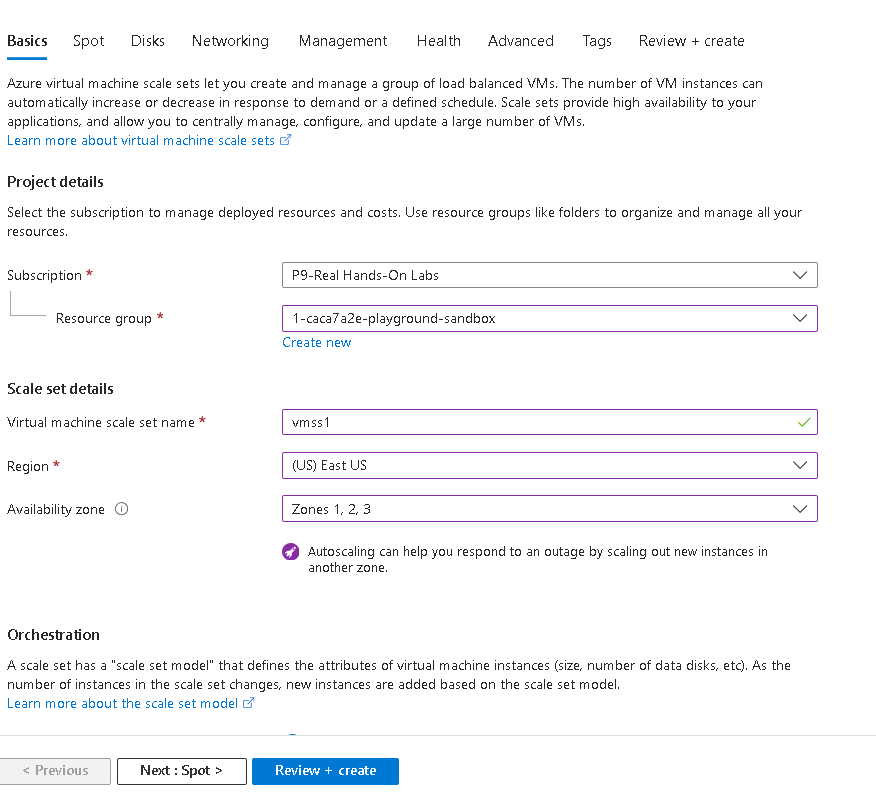 Basics Spot Disks Networking Management Health Advanced Tags Review + create
Azure virtual machine scale sets let you create and manage a group of load balanced VMs. The number of VM instances can
automatically increase or decrease in response to demand or a defined schedule. Scale sets provide high availability to your
applications, and allow you to centrally manage, configure, and update a large number of VMs.
Learn more about virtual machine scale sets
Project details
Select the subscription to manage deployed resources and costs. Use resource groups like folders to organize and manage all your
resources.
Subscription * P9-Real Hands-On Labs
Resource group * 1-caca7a2e-playground-sandbox
Create new
Scale set details
Virtual machine scale set name * vmss1
Region * (US) East US
Availability zone Zones 1, 2, 3
Autoscaling can help you respond to an outage by scaling out new instances in
another zone.
Orchestration
A scale set has a "scale set model" that defines the attributes of virtual machine instances (size, number of data disks, etc). As the
number of instances in the scale set changes, new instances are added based on the scale set model.
Learn more about the scale set model
< Previous Next : Spot > Review + create